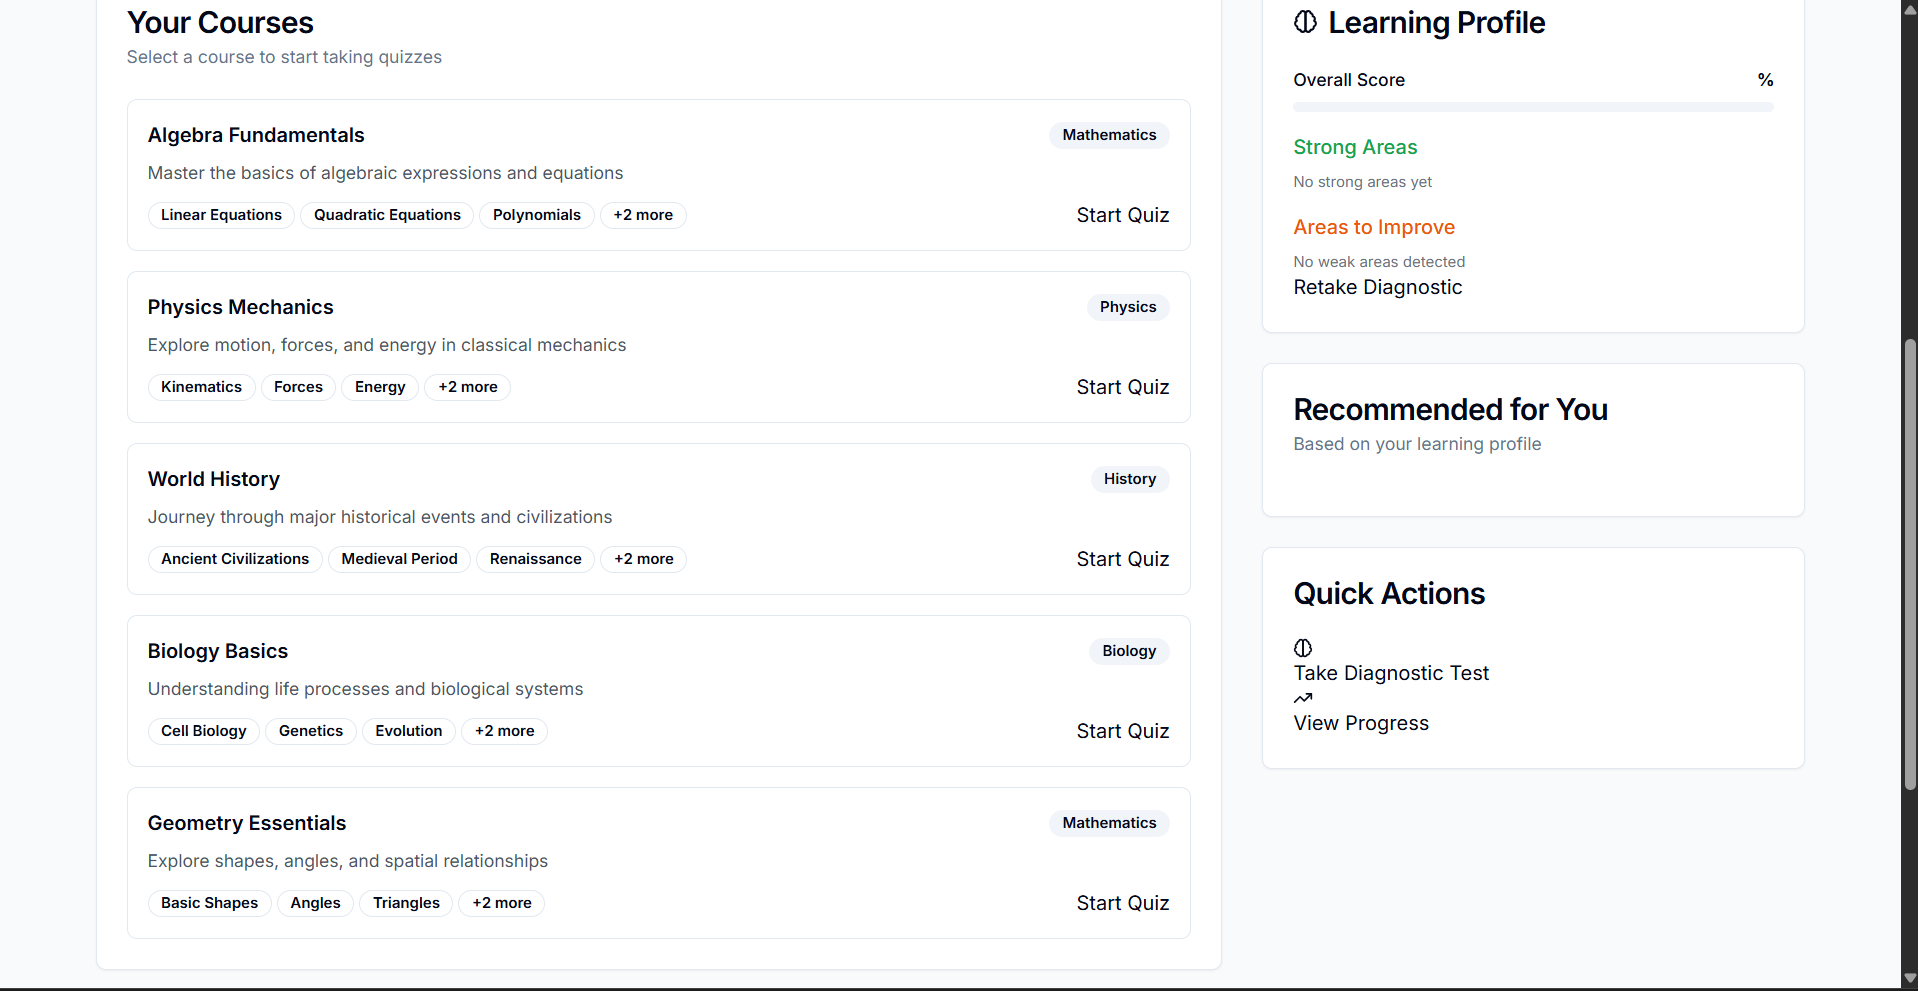 Your Courses
Select a course to start taking quizzes
Algebra Fundamentals
Mathematics
Master the basics of algebraic expressions and equations
Linear Equations Quadratic Equations Polynomials +2 more
Start Quiz
Physics Mechanics
Physics
Explore motion, forces, and energy in classical mechanics
Kinematics Forces Energy +2 more
Start Quiz
World History
History
Journey through major historical events and civilizations
Ancient Civilizations Medieval Period Renaissance +2 more
Start Quiz
Biology Basics
Biology
Understanding life processes and biological systems
Cell Biology Genetics Evolution +2 more
Start Quiz
Geometry Essentials
Mathematics
Explore shapes, angles, and spatial relationships
Basic Shapes Angles Triangles +2 more
Start Quiz
Learning Profile
Overall Score %
Strong Areas
No strong areas yet
Areas to Improve
No weak areas detected
Retake Diagnostic
Recommended for You
Based on your learning profile
Quick Actions
Take Diagnostic Test
View Progress